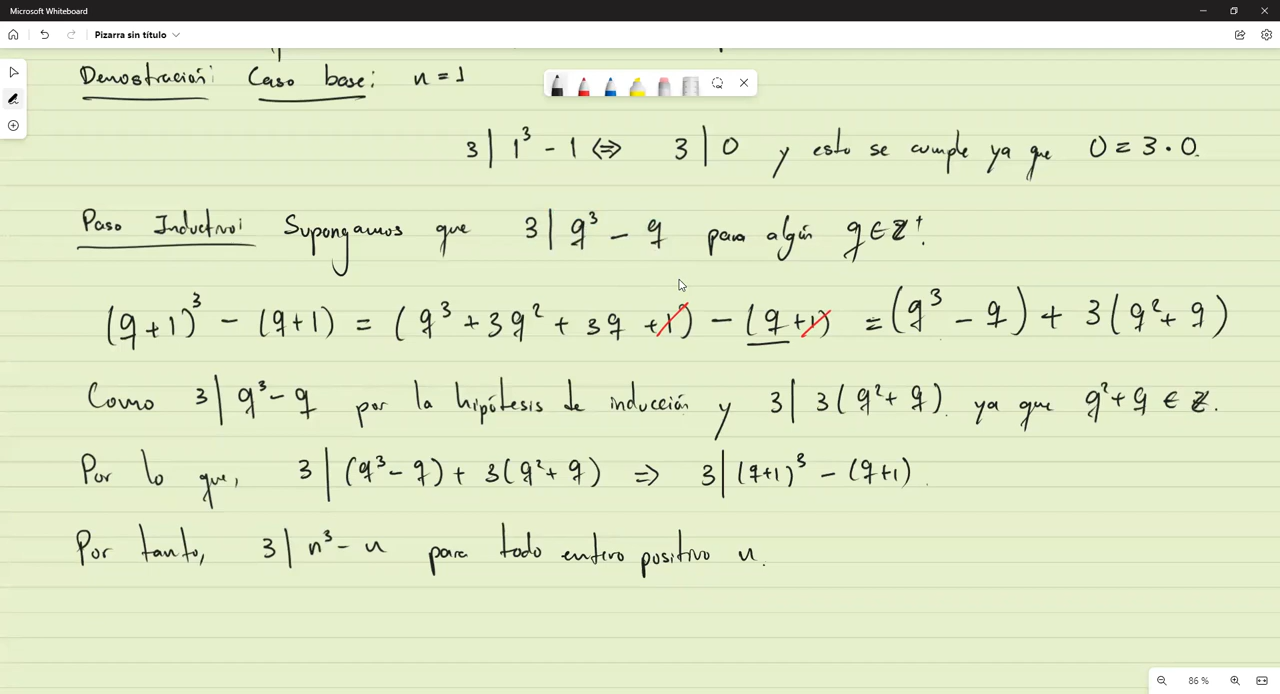 Microsoft Whiteboard
Pizarra sin título
Demostración: Caso base: n = 1
3 | 1³ - 1 ⇔ 3 | 0 y esto se cumple ya que 0 = 3 · 0.
Paso Inductivo: Supongamos que 3 | q³ - q para algún q ∈ ℤ⁺.
(q+1)³ - (q+1) = (q³ + 3q² + 3q + 1) - (q+1) = (q³ - q) + 3(q² + q)
Como 3 | q³ - q por la hipótesis de inducción y 3 | 3(q² + q). ya que q² + q ∈ ℤ.
Por lo que, 3 | (q³ - q) + 3(q² + q) ⇒ 3 | (q+1)³ - (q+1).
Por tanto, 3 | n³ - n para todo entero positivo n.
86 %